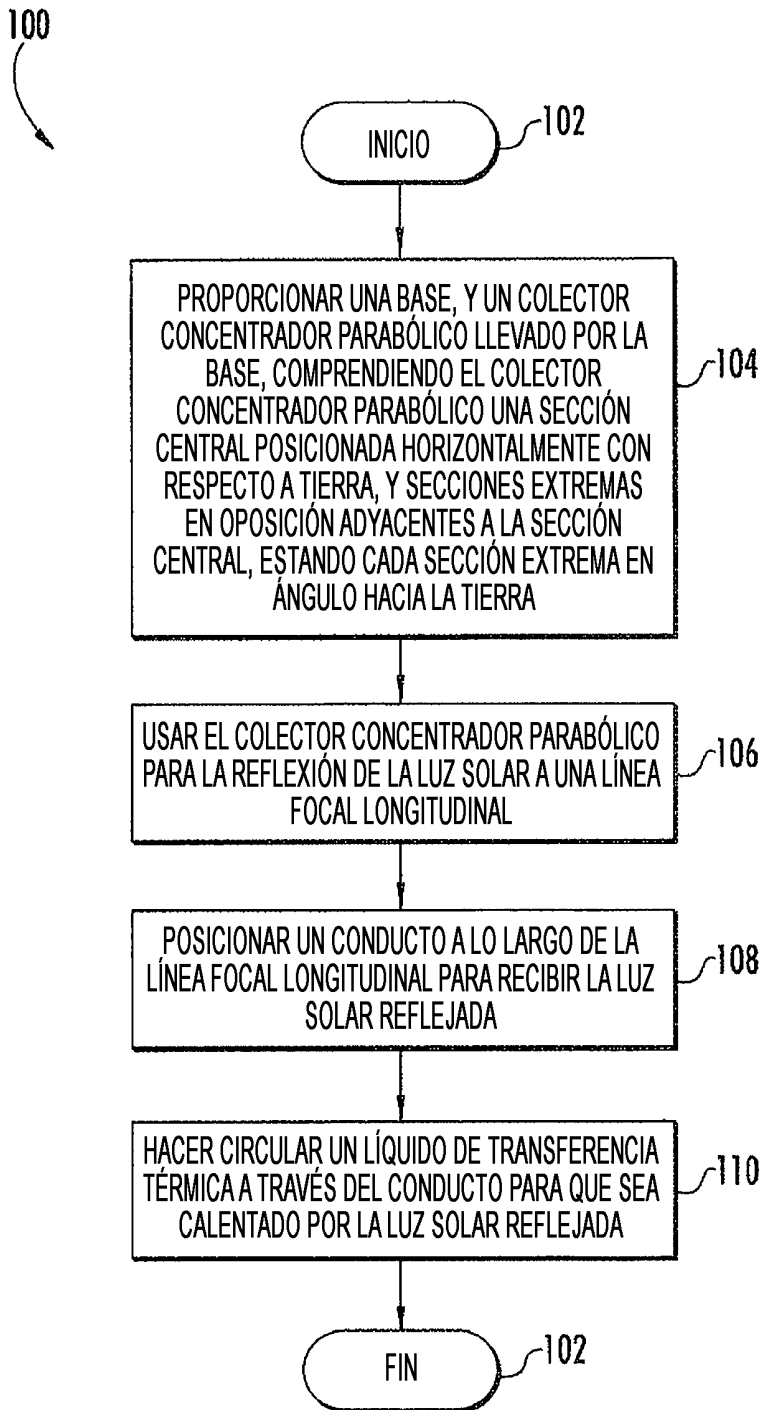 100
INICIO
102
PROPORCIONAR UNA BASE, Y UN COLECTOR
CONCENTRADOR PARABÓLICO LLEVADO POR LA
BASE, COMPRENDIENDO EL COLECTOR
CONCENTRADOR PARABÓLICO UNA SECCIÓN
CENTRAL POSICIONADA HORIZONTALMENTE CON
RESPECTO A TIERRA, Y SECCIONES EXTREMAS
EN OPOSICIÓN ADYACENTES A LA SECCIÓN
CENTRAL, ESTANDO CADA SECCIÓN EXTREMA EN
ÁNGULO HACIA LA TIERRA
104
USAR EL COLECTOR CONCENTRADOR PARABÓLICO
PARA LA REFLEXIÓN DE LA LUZ SOLAR A UNA LÍNEA
FOCAL LONGITUDINAL
106
POSICIONAR UN CONDUCTO A LO LARGO DE LA
LÍNEA FOCAL LONGITUDINAL PARA RECIBIR LA LUZ
SOLAR REFLEJADA
108
HACER CIRCULAR UN LÍQUIDO DE TRANSFERENCIA
TÉRMICA A TRAVÉS DEL CONDUCTO PARA QUE SEA
CALENTADO POR LA LUZ SOLAR REFLEJADA
110
FIN
102